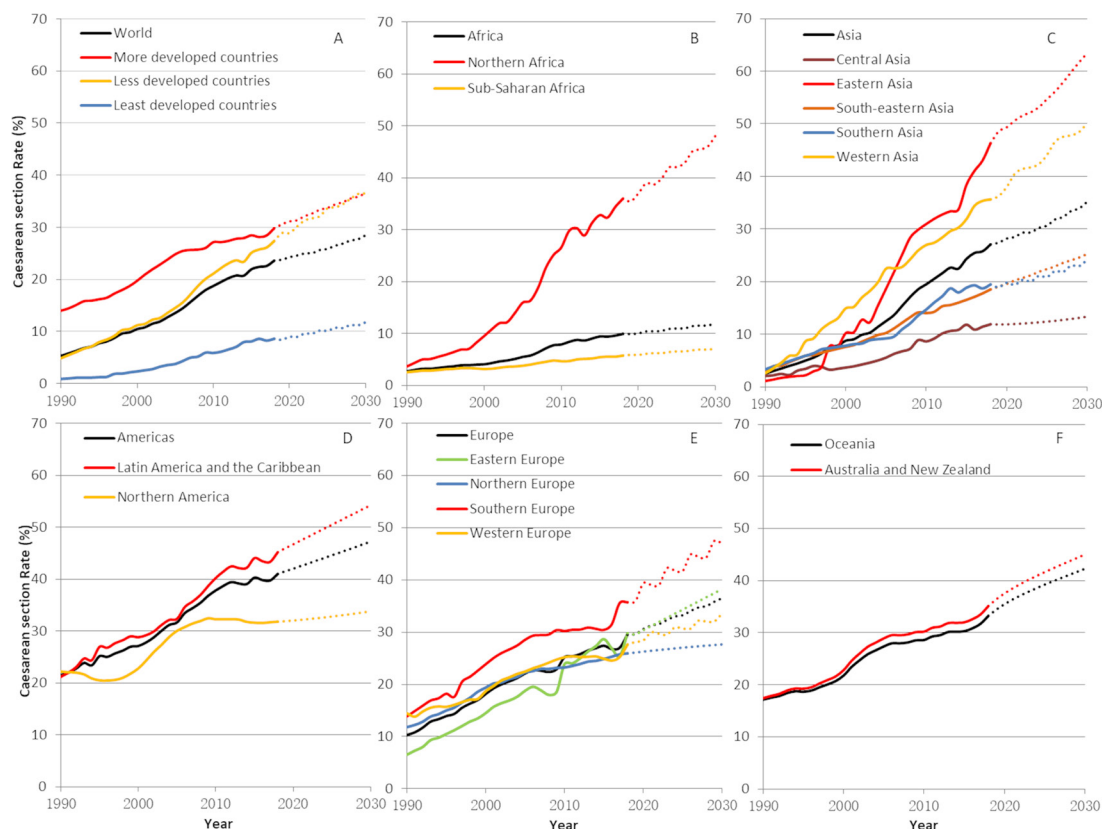 World
More developed countries
Less developed countries
Least developed countries
A
Caesarean section Rate (%)
70
60
50
40
30
20
10
0
1990
2000
2010
2020
2030
Africa
Northern Africa
Sub-Saharan Africa
B
70
60
50
40
30
20
10
0
1990
2000
2010
2020
2030
Asia
Central Asia
Eastern Asia
South-eastern Asia
Southern Asia
Western Asia
C
70
60
50
40
30
20
10
0
1990
2000
2010
2020
2030
Americas
Latin America and the Caribbean
Northern America
D
Caesarean section Rate (%)
70
60
50
40
30
20
10
0
1990
2000
2010
2020
2030
Year
Europe
Eastern Europe
Northern Europe
Southern Europe
Western Europe
E
70
60
50
40
30
20
10
0
1990
2000
2010
2020
2030
Year
Oceania
Australia and New Zealand
F
70
60
50
40
30
20
10
0
1990
2000
2010
2020
2030
Year